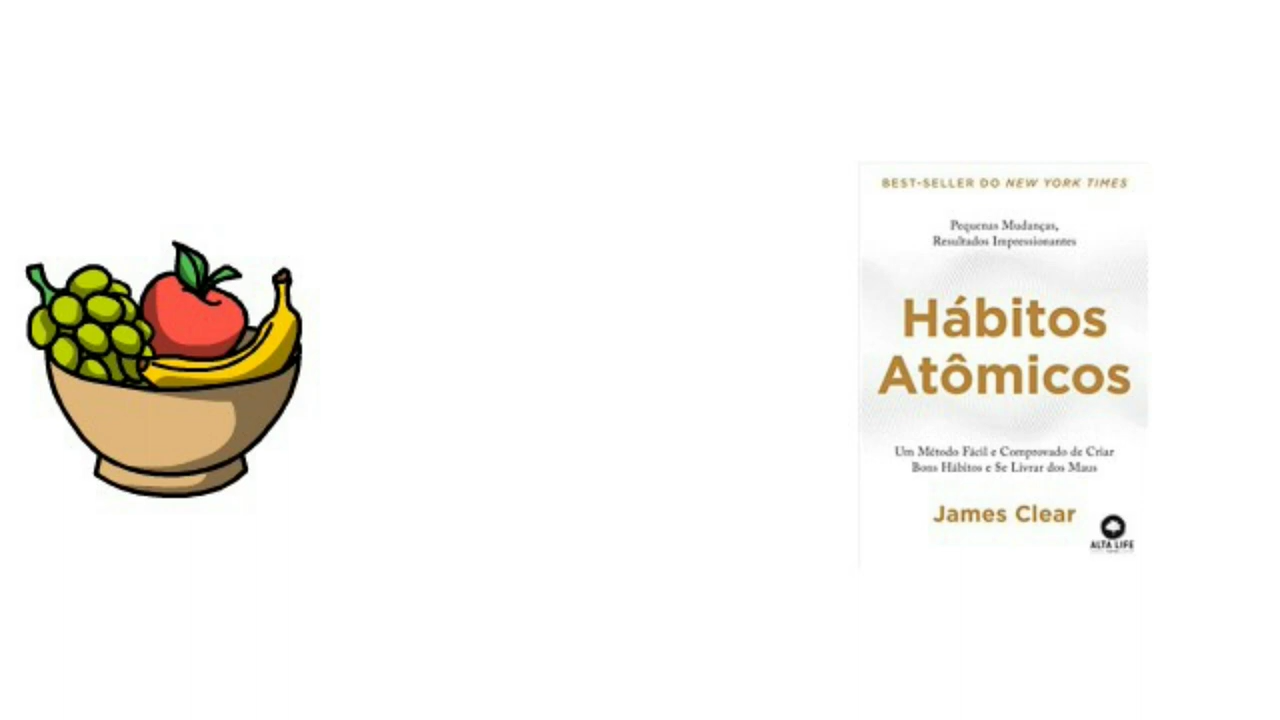 BEST-SELLER DO NEW YORK TIMES
Pequenas Mudanças,
Resultados Impressionantes
Hábitos
Atômicos
Um Método Fácil e Comprovado de Criar
Bons Hábitos e Se Livrar dos Maus
James Clear
ALTA LIFE